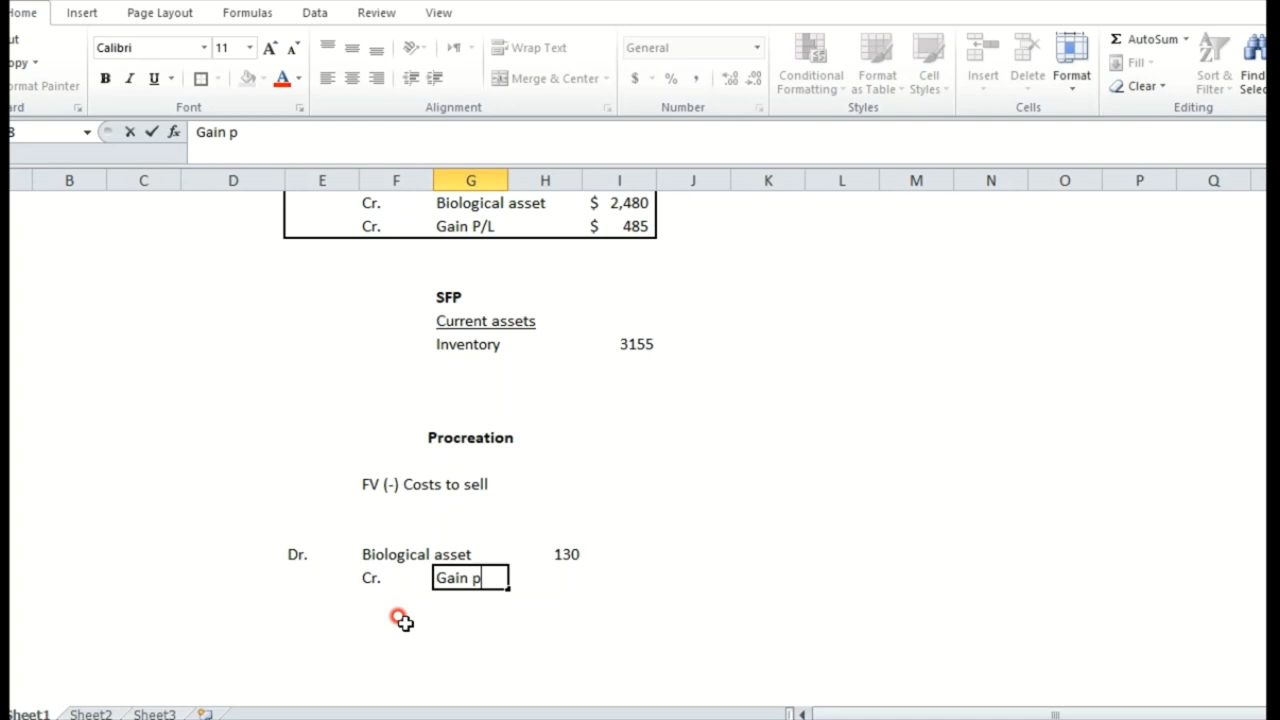 Home Insert Page Layout Formulas Data Review View
Calibri 11 A A Wrap Text General AutoSum
Format Painter B I U A Merge & Center $ % , Conditional Formatting Format as Table Cell Styles Insert Delete Format Fill Clear Sort & Filter
Font Alignment Number Styles Cells Editing
fx Gain p
B C D E F G H I J K L M N O P Q
Cr. Biological asset $ 2,480
Cr. Gain P/L $ 485
SFP
Current assets
Inventory 3155
Procreation
FV (-) Costs to sell
Dr. Biological asset 130
Cr. Gain p
Sheet1 Sheet2 Sheet3